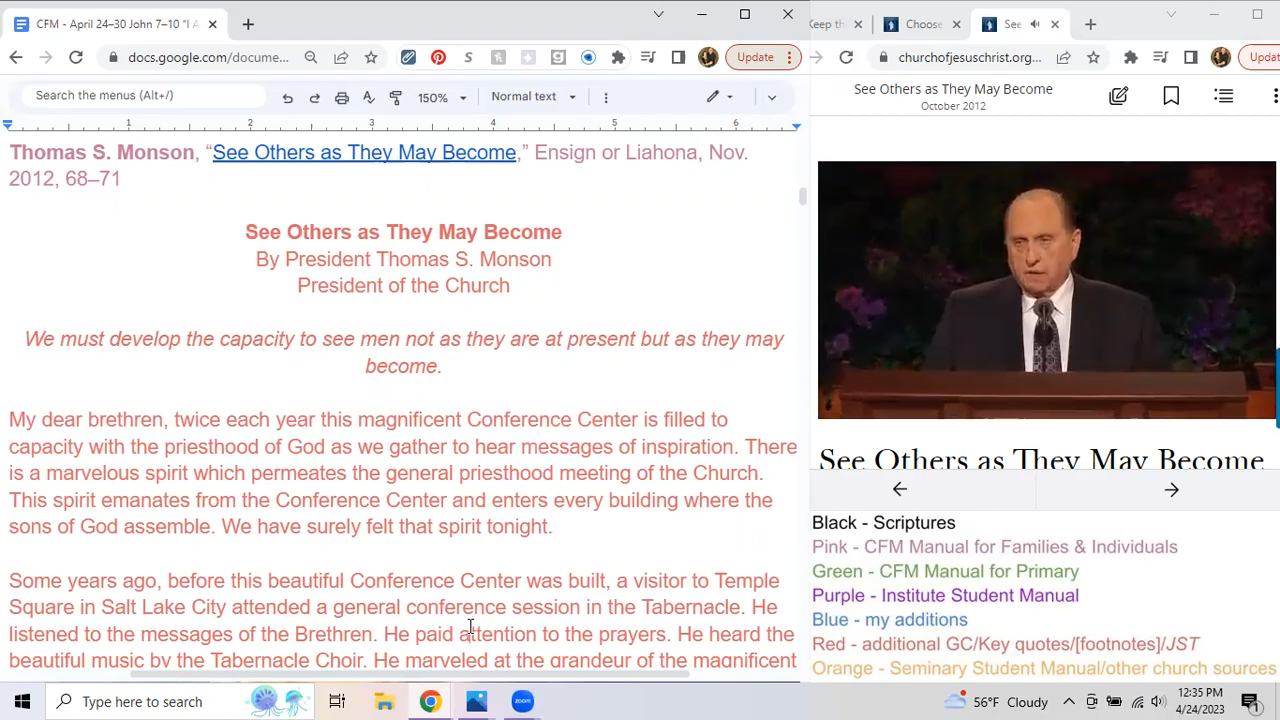 CFM - April 24–30 John 7–10 "I A
Keep th
Choose
See
docs.google.com/docume...
Update
churchofjesuschrist.org...
Updat
Search the menus (Alt+/)
150%
Normal text
See Others as They May Become
October 2012
1 2 3 4 5 6
Thomas S. Monson, “See Others as They May Become,” Ensign or Liahona, Nov.
2012, 68–71
See Others as They May Become
By President Thomas S. Monson
President of the Church
We must develop the capacity to see men not as they are at present but as they may
become.
My dear brethren, twice each year this magnificent Conference Center is filled to
capacity with the priesthood of God as we gather to hear messages of inspiration. There
is a marvelous spirit which permeates the general priesthood meeting of the Church.
This spirit emanates from the Conference Center and enters every building where the
sons of God assemble. We have surely felt that spirit tonight.
Some years ago, before this beautiful Conference Center was built, a visitor to Temple
Square in Salt Lake City attended a general conference session in the Tabernacle. He
listened to the messages of the Brethren. He paid attention to the prayers. He heard the
beautiful music by the Tabernacle Choir. He marveled at the grandeur of the magnificent
See Others as They May Become
Black - Scriptures
Pink - CFM Manual for Families & Individuals
Green - CFM Manual for Primary
Purple - Institute Student Manual
Blue - my additions
Red - additional GC/Key quotes/[footnotes]/JST
Orange - Seminary Student Manual/other church sources
Type here to search
zoom
56°F Cloudy
12:35 PM
4/24/2023
1